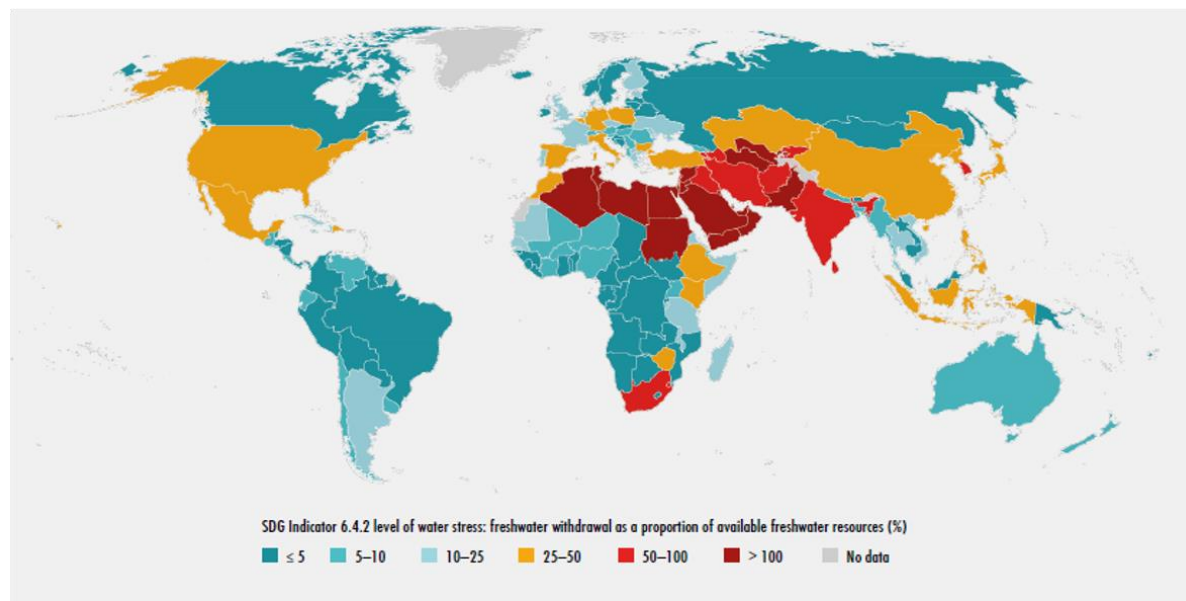 SDG Indicator 6.4.2 level of water stress: freshwater withdrawal as a proportion of available freshwater resources (%)
≤ 5 5–10 10–25 25–50 50–100 > 100 No data